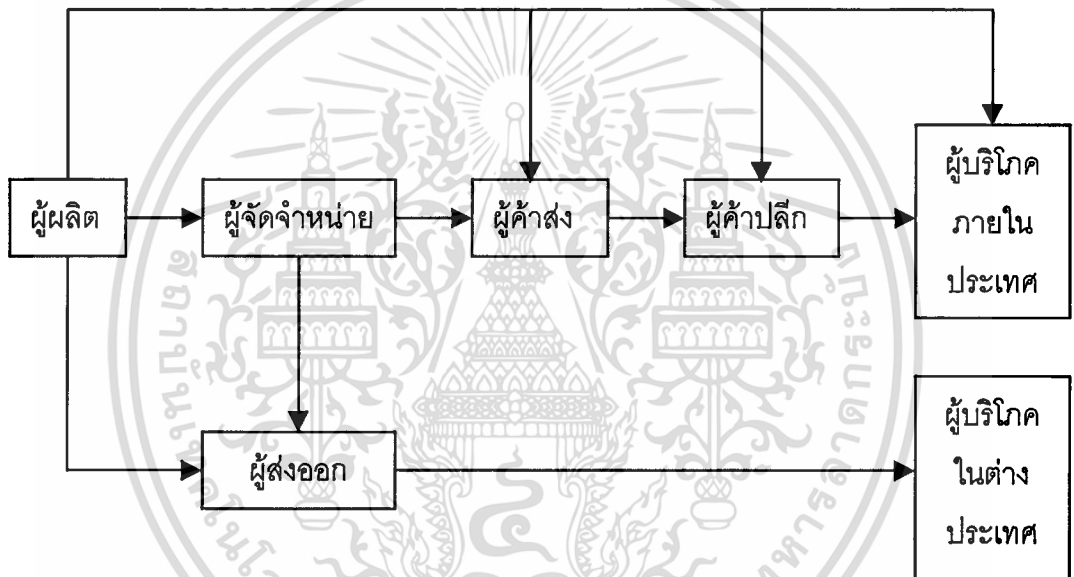 ผู้บริโภค
ภายใน
ประเทศ
ผู้ผลิต
ผู้จัดจำหน่าย
ผู้ค้าส่ง
ผู้ค้าปลีก
ผู้ส่งออก
ผู้บริโภค
ในต่าง
ประเทศ